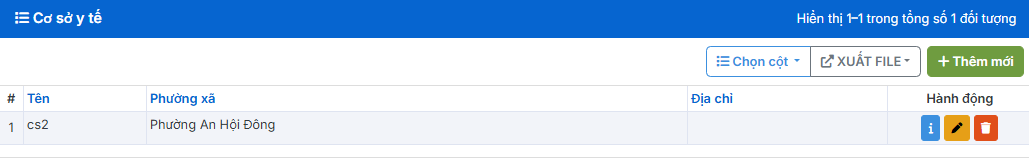 Cơ sở y tế
Hiển thị 1–1 trong tổng số 1 đối tượng
Chọn cột XUẤT FILE Thêm mới
# Tên Phường xã Địa chỉ Hành động
1 cs2 Phường An Hội Đông